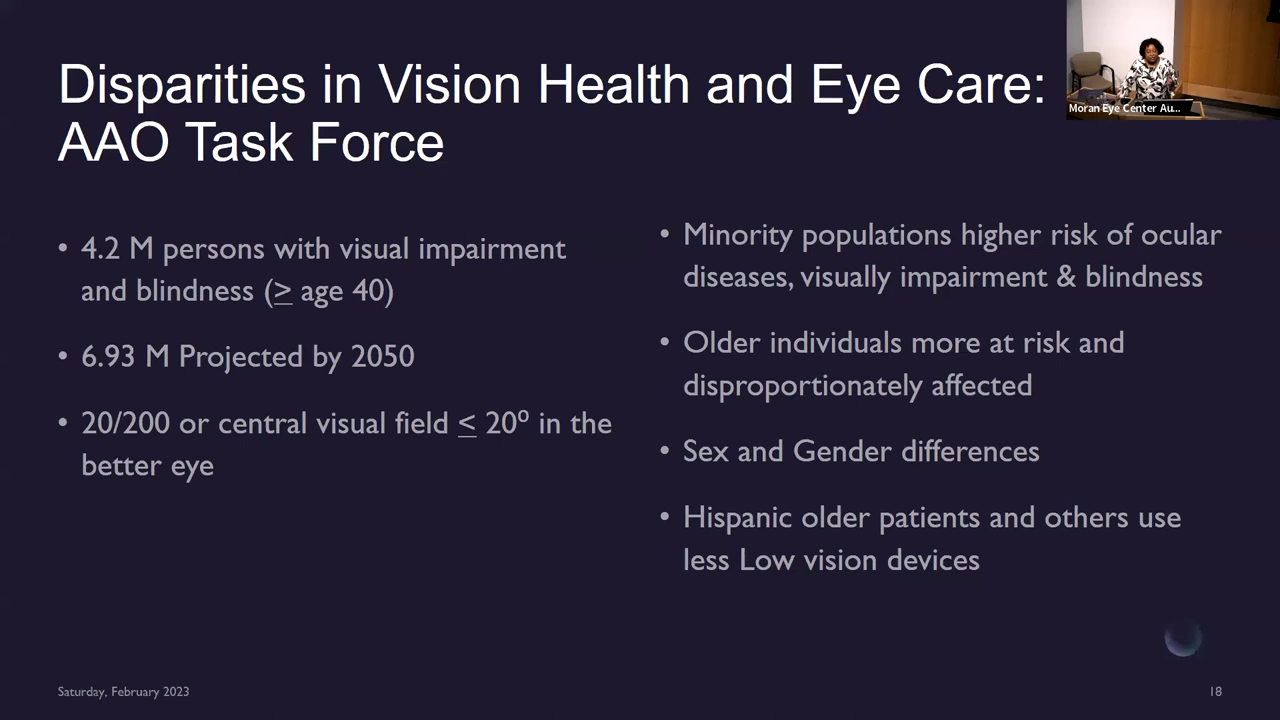 Disparities in Vision Health and Eye Care:
AAO Task Force
Moran Eye Center Au...
• 4.2 M persons with visual impairment
and blindness (≥ age 40)
• 6.93 M Projected by 2050
• 20/200 or central visual field ≤ 20⁰ in the
better eye
• Minority populations higher risk of ocular
diseases, visually impairment & blindness
• Older individuals more at risk and
disproportionately affected
• Sex and Gender differences
• Hispanic older patients and others use
less Low vision devices
Saturday, February 2023
18